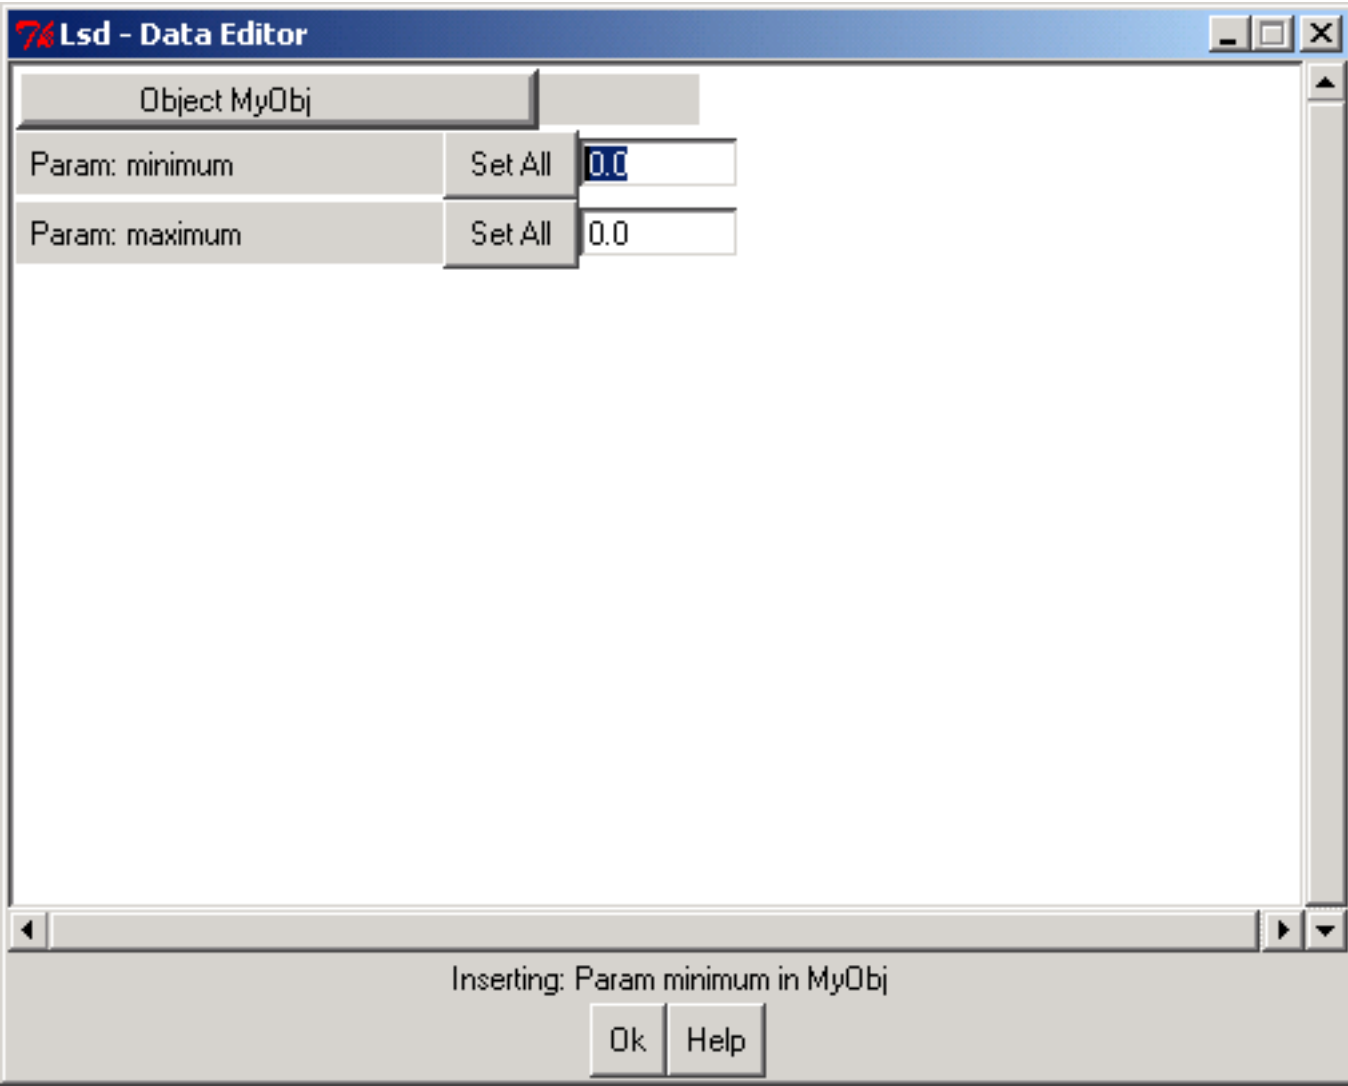 Lsd - Data Editor
Object MyObj
Param: minimum Set All 0.0
Param: maximum Set All 0.0
Inserting: Param minimum in MyObj
Ok Help